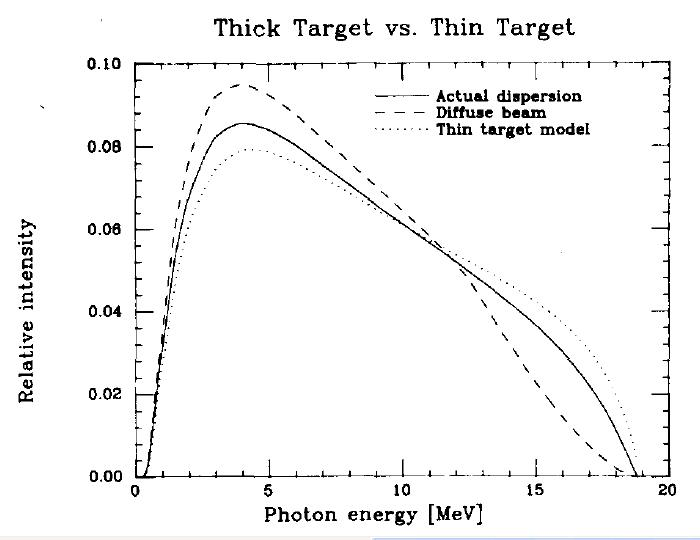 Thick Target vs. Thin Target
0.10
0.08
0.06
0.04
0.02
0.00
Relative intensity
Actual dispersion
Diffuse beam
Thin target model
0 5 10 15 20
Photon energy [MeV]